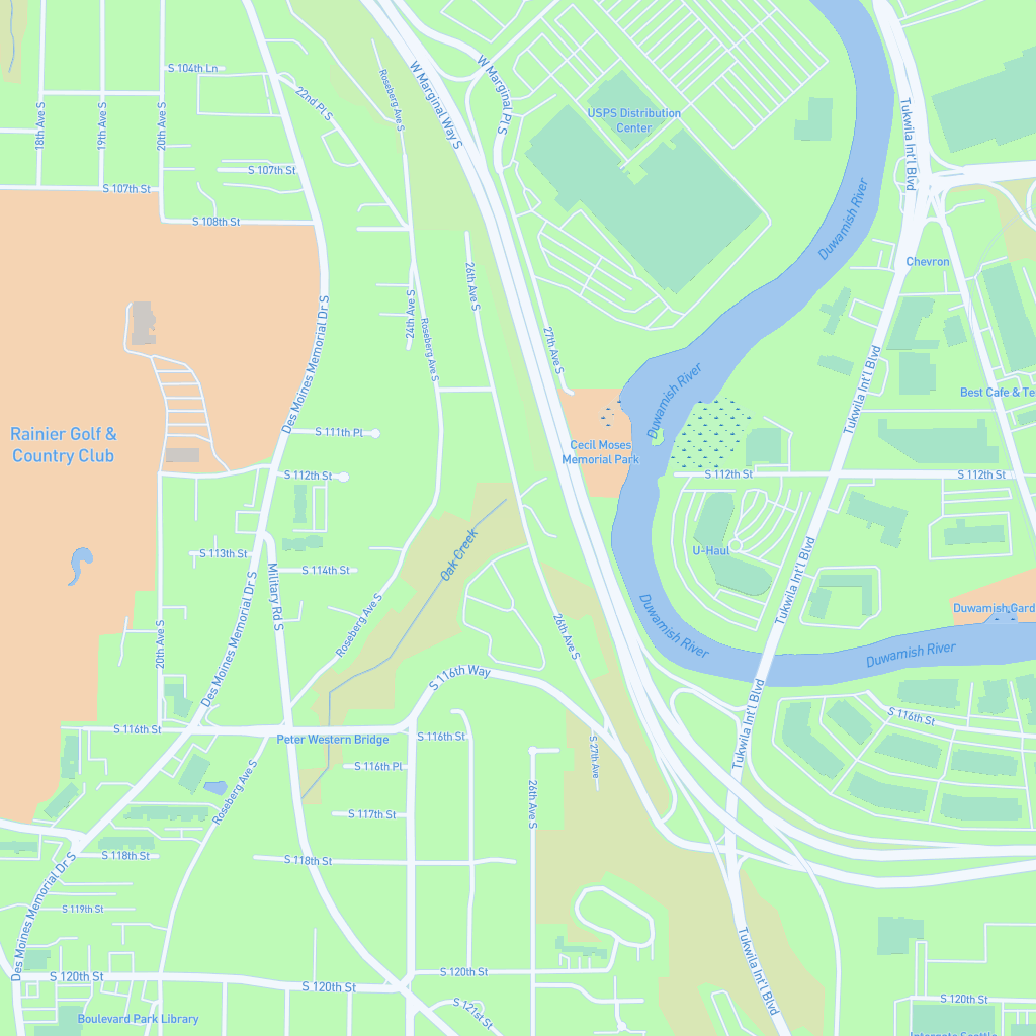 S 104th Ln
22nd Pl S
Roseberg Ave S
W Marginal Way S
W Marginal Pl S
USPS Distribution
Center
Tukwila Int'l Blvd
Tukwila Int'l Blvd
18th Ave S
19th Ave S
20th Ave S
S 107th St
S 107th St
S 108th St
Duwamish River
Chevron
26th Ave S
24th Ave S
Roseberg Ave S
Des Moines Memorial Dr S
27th Ave S
Duwamish River
Tukwila Int'l Blvd
Best Cafe & Te
Rainier Golf &
Country Club
S 111th Pl
S 112th St
Cecil Moses
Memorial Park
S 112th St
S 112th St
U-Haul
Oak Creek
S 113th St
S 114th St
Military Rd S
Des Moines Memorial Dr S
Roseberg Ave S
26th Ave S
Duwamish River
Tukwila Int'l Blvd
Duwamish Gard
Duwamish River
20th Ave S
S 116th Way
S 116th St
Peter Western Bridge
S 116th St
S 116th Pl
S 27th Ave
Tukwila Int'l Blvd
S 116th St
Roseberg Ave S
26th Ave S
S 117th St
S 118th St
S 118th St
Des Moines Memorial Dr S
S 119th St
S 120th St
S 120th St
S 120th St
S 121st St
Tukwila Int'l Blvd
S 120th St
Boulevard Park Library
Interstate Seattle